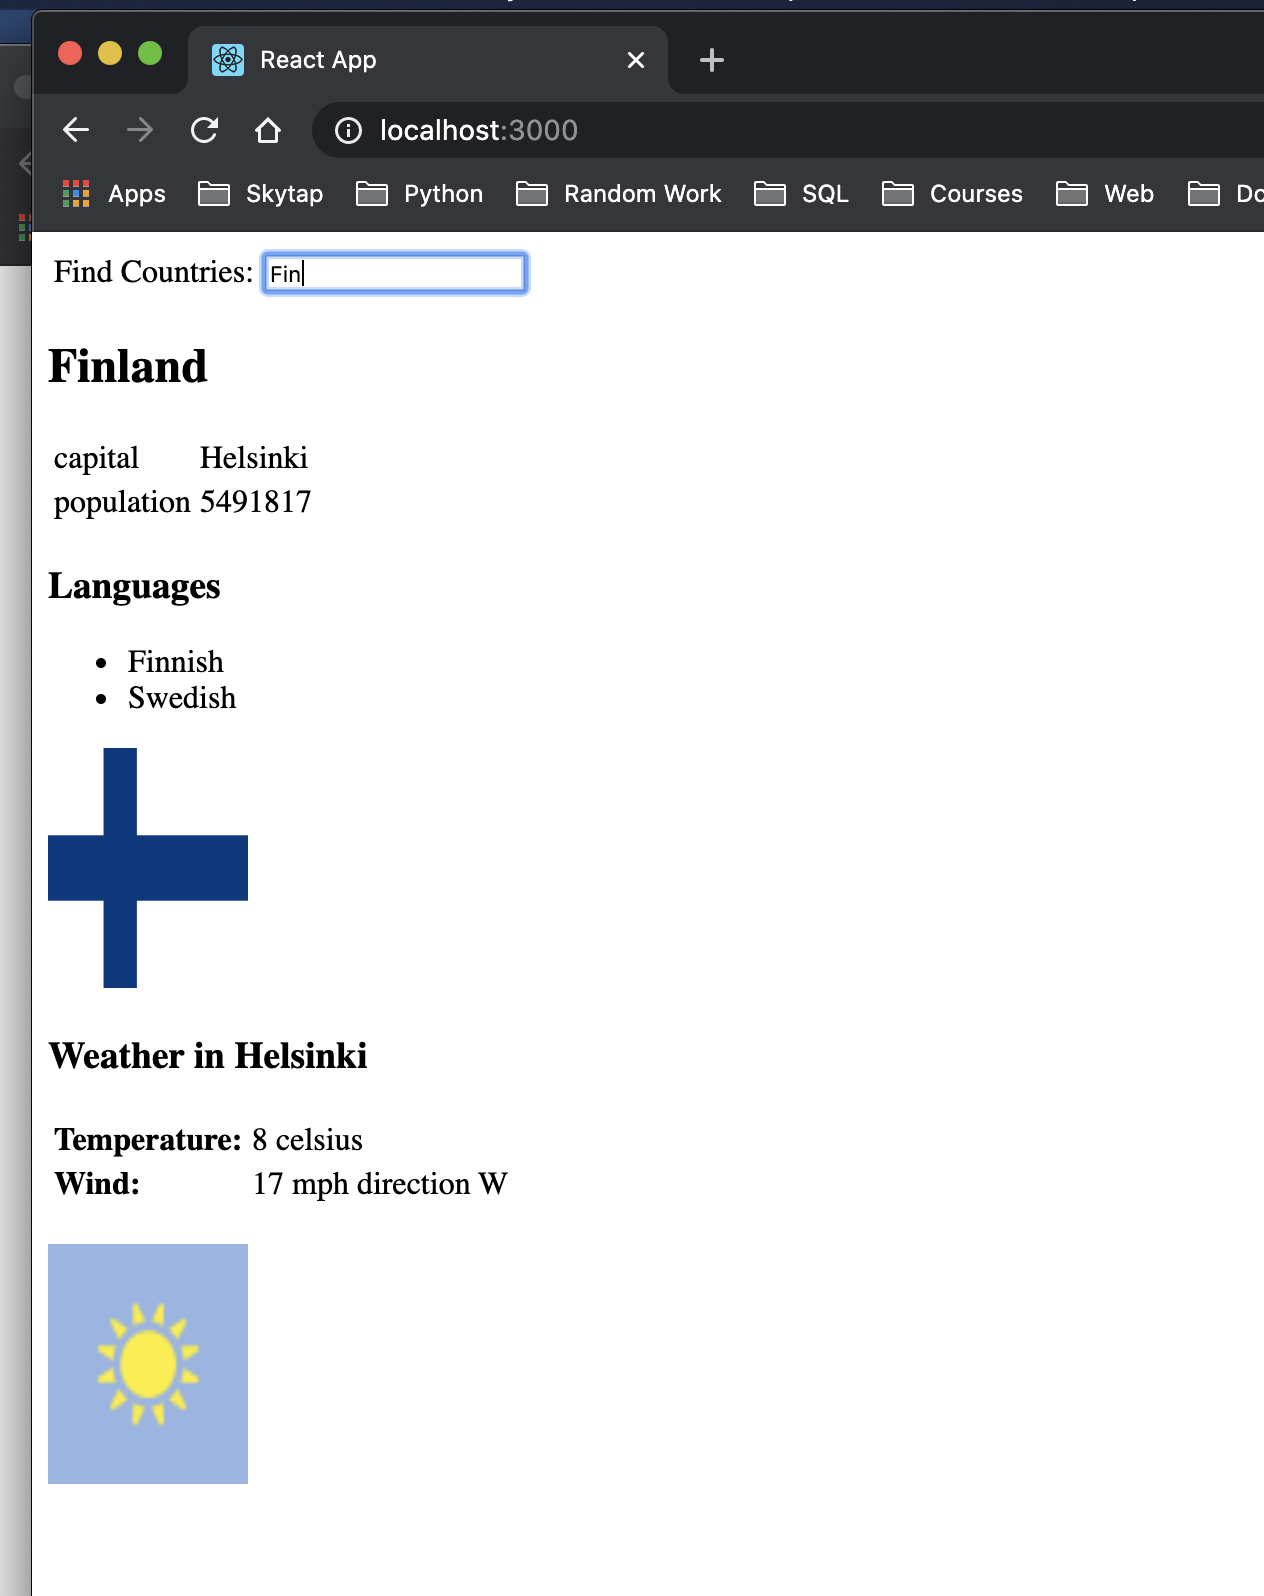 React App
localhost:3000
Apps Skytap Python Random Work SQL Courses Web
Find Countries: Fin
Finland
capital Helsinki
population 5491817
Languages
Finnish
Swedish
Weather in Helsinki
Temperature: 8 celsius
Wind: 17 mph direction W